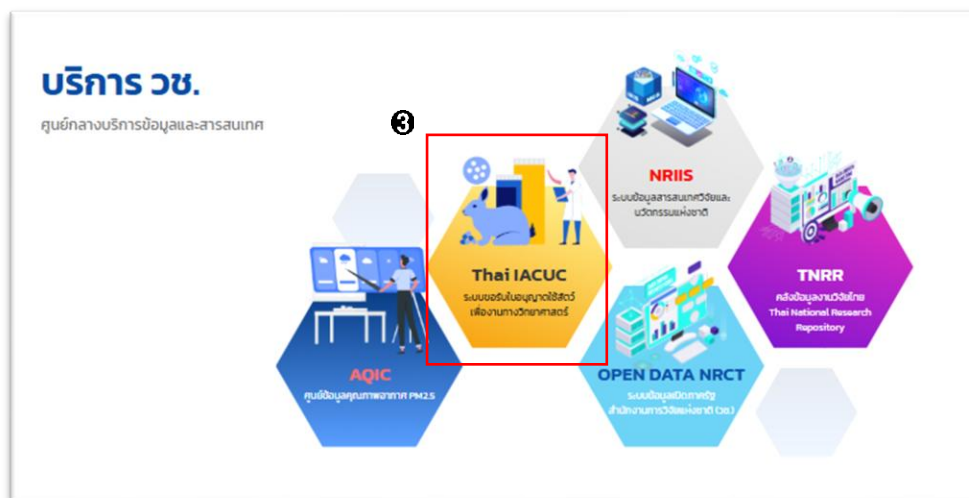 บริการ วช.
ศูนย์กลางบริการข้อมูลและสารสนเทศ
❸
NRIIS
ระบบข้อมูลสารสนเทศวิจัยและ
นวัตกรรมแห่งชาติ
Thai IACUC
ระบบขอรับใบอนุญาตใช้สัตว์
เพื่องานทางวิทยาศาสตร์
TNRR
คลังข้อมูลงานวิจัยไทย
Thai National Research
Repository
AQIC
ศูนย์ข้อมูลคุณภาพอากาศ PM2.5
OPEN DATA NRCT
ระบบข้อมูลเปิดภาครัฐ
สำนักงานการวิจัยแห่งชาติ (วช.)